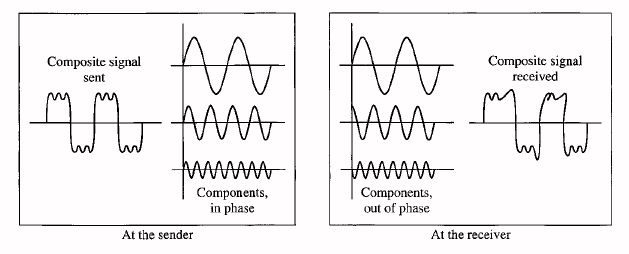 Composite signal
sent
Components,
in phase
At the sender
Composite signal
received
Components,
out of phase
At the receiver